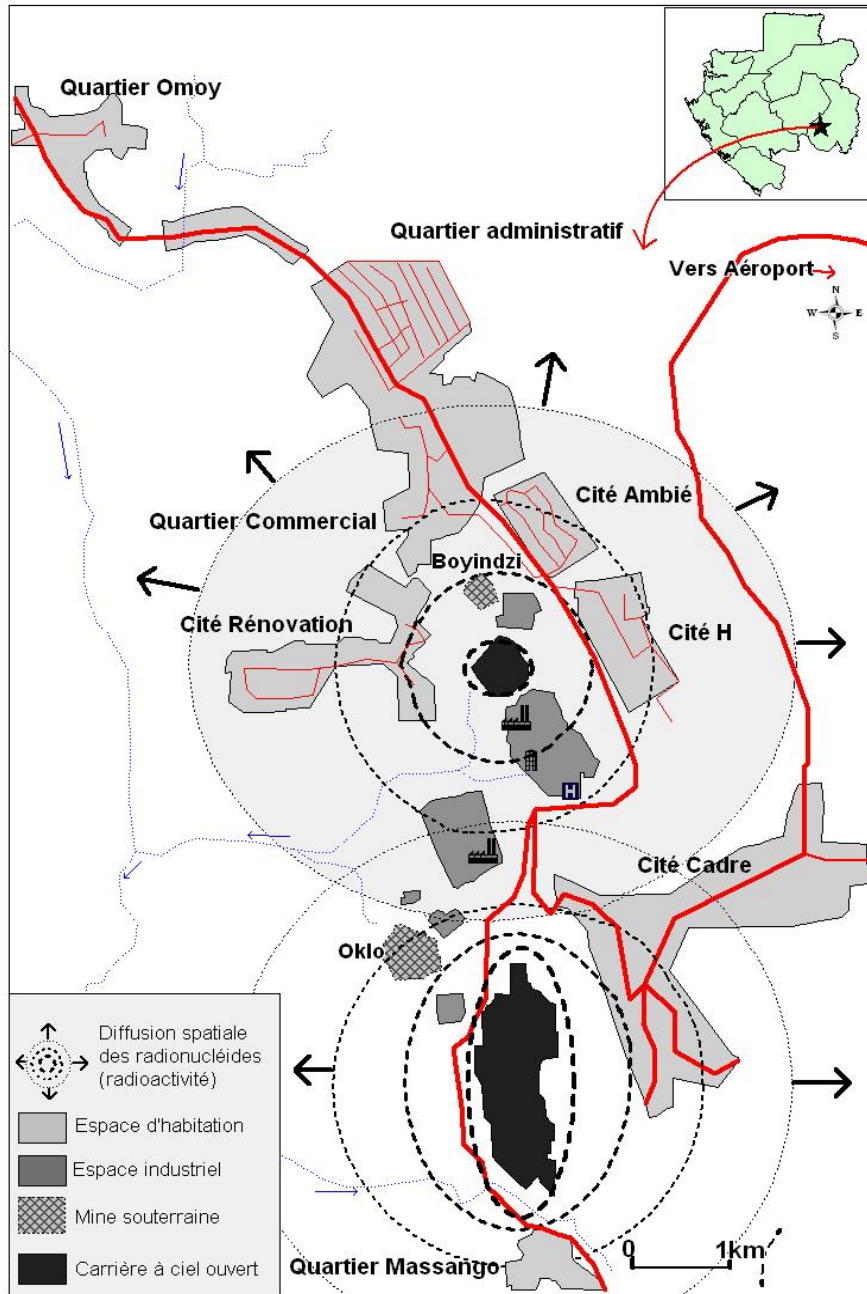 Quartier Omoy
Quartier administratif
Vers Aéroport
N
W E
S
Cité Ambié
Quartier Commercial
Boyindzi
Cité Rénovation
Cité H
H
Cité Cadre
Oklo
Diffusion spatiale
des radionucléides
(radioactivité)
Espace d'habitation
Espace industriel
Mine souterraine
Carrière à ciel ouvert
Quartier Massango
0 1km